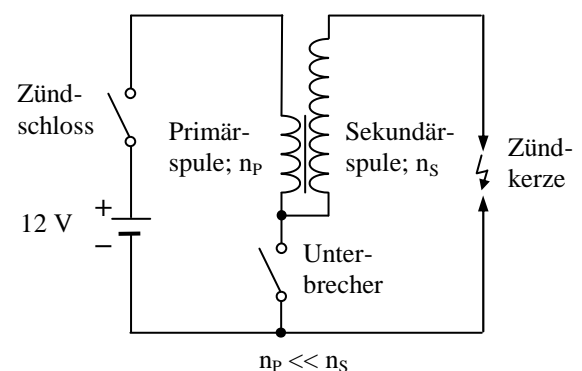 Zünd-
schloss
Primär-
spule; nP
Sekundär-
spule; nS
Zünd-
kerze
+
12 V
−
Unter-
brecher
nP << nS